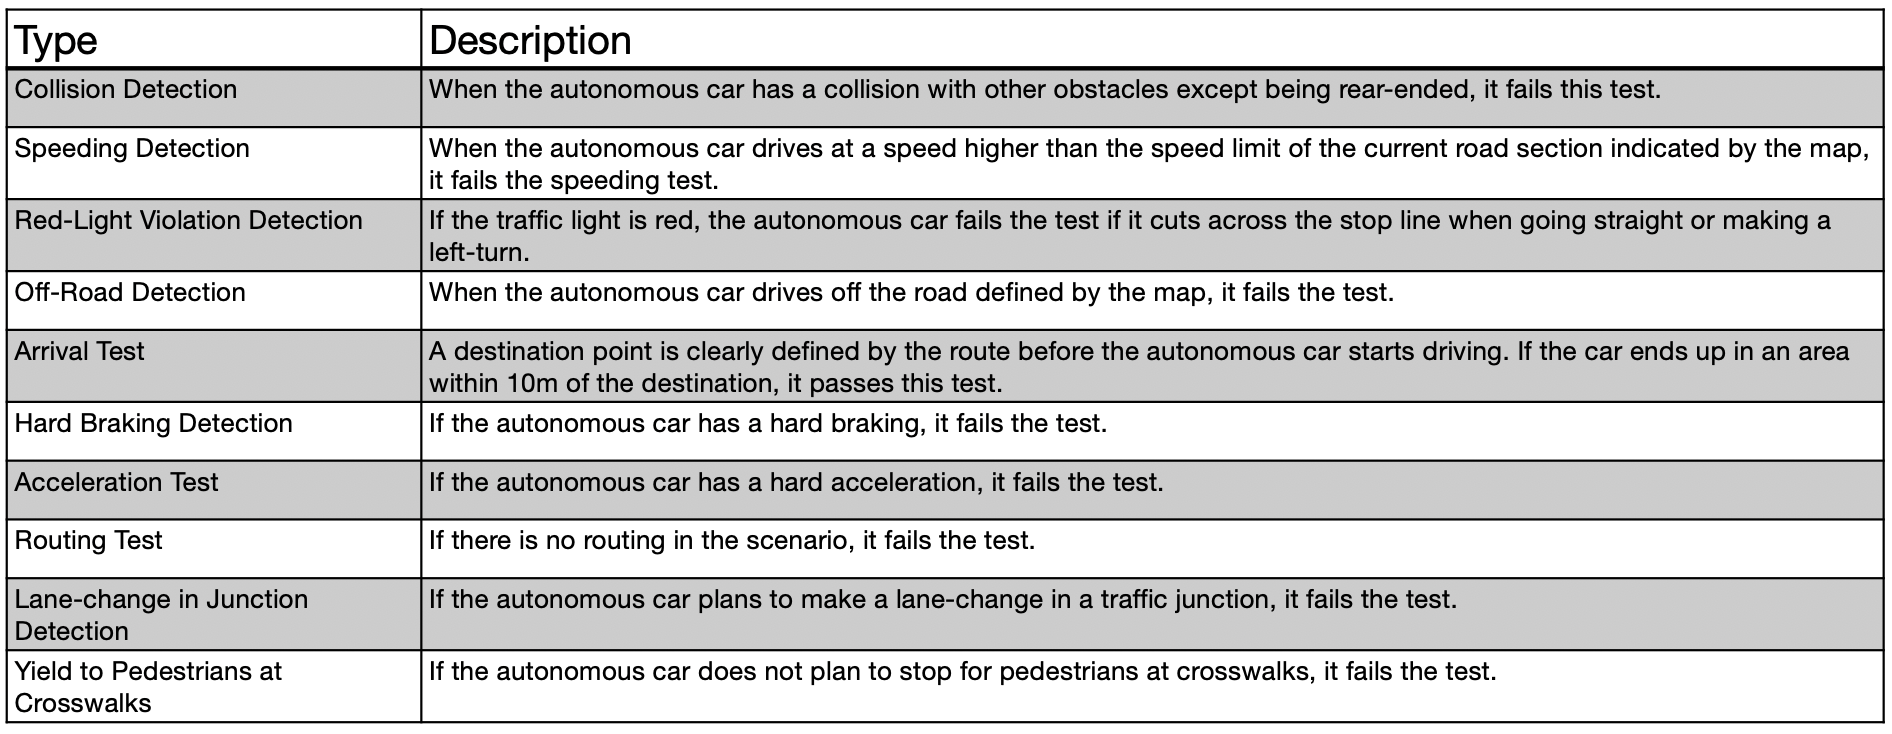 Type
Description
Collision Detection
When the autonomous car has a collision with other obstacles except being rear-ended, it fails this test.
Speeding Detection
When the autonomous car drives at a speed higher than the speed limit of the current road section indicated by the map,
it fails the speeding test.
Red-Light Violation Detection
If the traffic light is red, the autonomous car fails the test if it cuts across the stop line when going straight or making a
left-turn.
Off-Road Detection
When the autonomous car drives off the road defined by the map, it fails the test.
Arrival Test
A destination point is clearly defined by the route before the autonomous car starts driving. If the car ends up in an area
within 10m of the destination, it passes this test.
Hard Braking Detection
If the autonomous car has a hard braking, it fails the test.
Acceleration Test
If the autonomous car has a hard acceleration, it fails the test.
Routing Test
If there is no routing in the scenario, it fails the test.
Lane-change in Junction
Detection
If the autonomous car plans to make a lane-change in a traffic junction, it fails the test.
Yield to Pedestrians at
Crosswalks
If the autonomous car does not plan to stop for pedestrians at crosswalks, it fails the test.